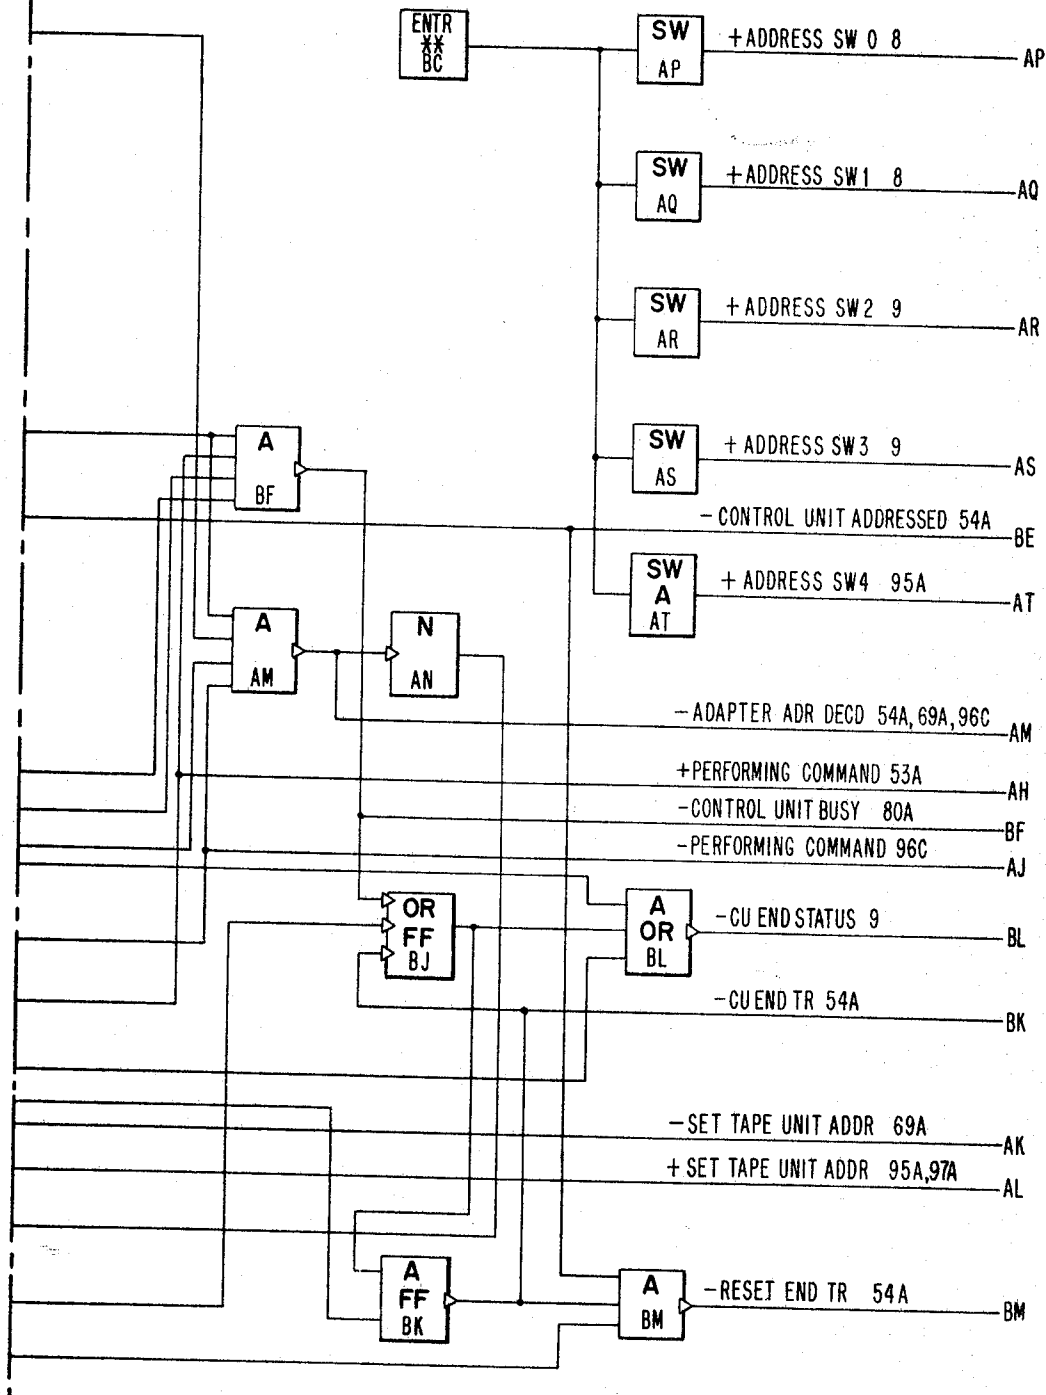 ENTR
**
BC
SW
AP
+ADDRESS SW 0 8
AP
SW
AQ
+ADDRESS SW1 8
AQ
SW
AR
+ADDRESS SW2 9
AR
SW
AS
+ADDRESS SW3 9
AS
A
BF
-CONTROL UNIT ADDRESSED 54A
BE
SW
A
AT
+ADDRESS SW4 95A
AT
A
AM
N
AN
-ADAPTER ADR DECD 54A, 69A, 96C
AM
+PERFORMING COMMAND 53A
AH
-CONTROL UNIT BUSY 80A
BF
-PERFORMING COMMAND 96C
AJ
OR
FF
BJ
A
OR
BL
-CU END STATUS 9
BL
-CU END TR 54A
BK
-SET TAPE UNIT ADDR 69A
AK
+SET TAPE UNIT ADDR 95A,97A
AL
A
FF
BK
A
BM
-RESET END TR 54A
BM